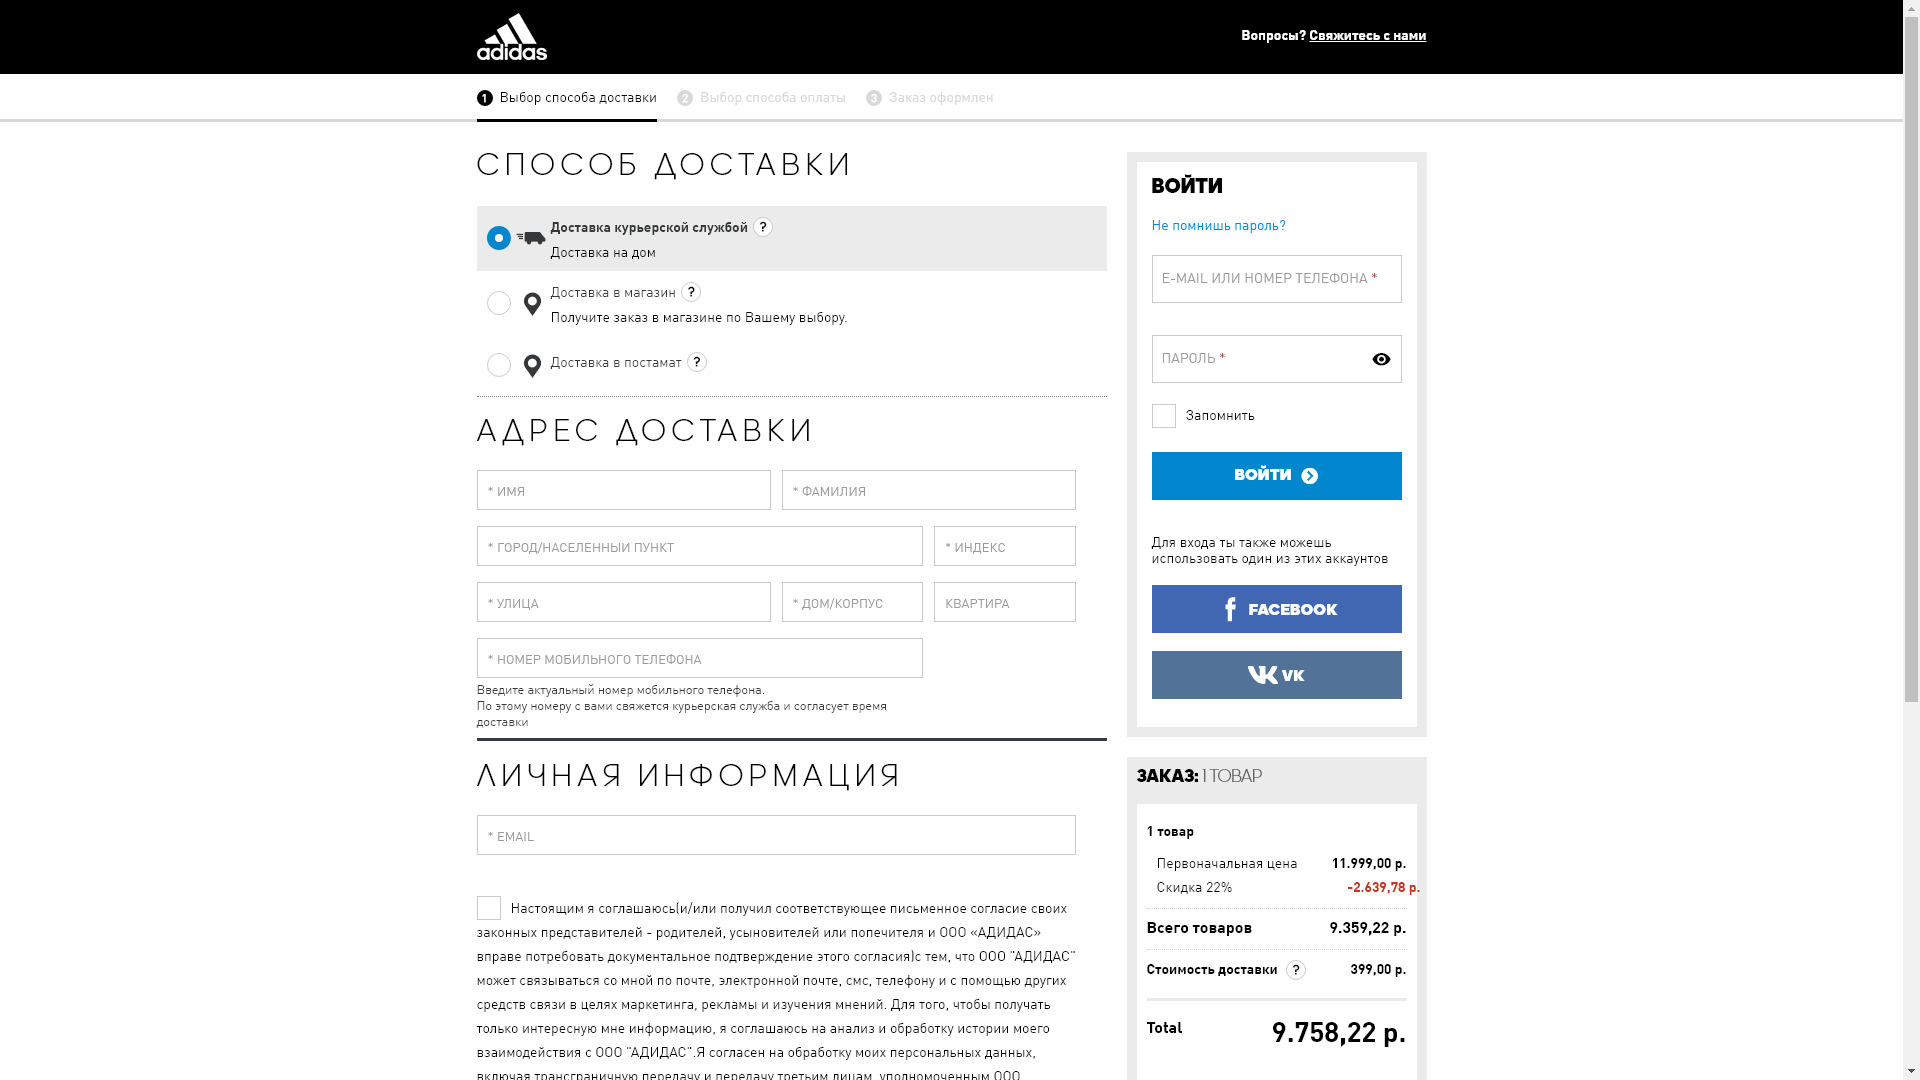 adidas
Вопросы? Свяжитесь с нами
1 Выбор способа доставки
2 Выбор способа оплаты
3 Заказ оформлен
СПОСОБ ДОСТАВКИ
Доставка курьерской службой ?
Доставка на дом
Доставка в магазин ?
Получите заказ в магазине по Вашему выбору.
Доставка в постамат ?
АДРЕС ДОСТАВКИ
* ИМЯ
* ФАМИЛИЯ
* ГОРОД/НАСЕЛЕННЫЙ ПУНКТ
* ИНДЕКС
* УЛИЦА
* ДОМ/КОРПУС
КВАРТИРА
* НОМЕР МОБИЛЬНОГО ТЕЛЕФОНА
Введите актуальный номер мобильного телефона.
По этому номеру с вами свяжется курьерская служба и согласует время
доставки
ЛИЧНАЯ ИНФОРМАЦИЯ
* EMAIL
Настоящим я соглашаюсь(и/или получил соответствующее письменное согласие своих
законных представителей - родителей, усыновителей или попечителя и ООО «АДИДАС»
вправе потребовать документальное подтверждение этого согласия)с тем, что ООО "АДИДАС"
может связываться со мной по почте, электронной почте, смс, телефону и с помощью других
средств связи в целях маркетинга, рекламы и изучения мнений. Для того, чтобы получать
только интересную мне информацию, я соглашаюсь на анализ и обработку истории моего
взаимодействия с ООО "АДИДАС".Я согласен на обработку моих персональных данных,
включая трансграничную передачу и передачу третьим лицам, уполномоченным ООО
ВОЙТИ
Не помнишь пароль?
E-MAIL ИЛИ НОМЕР ТЕЛЕФОНА *
ПАРОЛЬ *
Запомнить
ВОЙТИ
Для входа ты также можешь
использовать один из этих аккаунтов
f FACEBOOK
VK VK
ЗАКАЗ: 1 ТОВАР
1 товар
Первоначальная цена 11.999,00 р.
Скидка 22% -2.639,78 р.
Всего товаров 9.359,22 р.
Стоимость доставки ? 399,00 р.
Total 9.758,22 р.